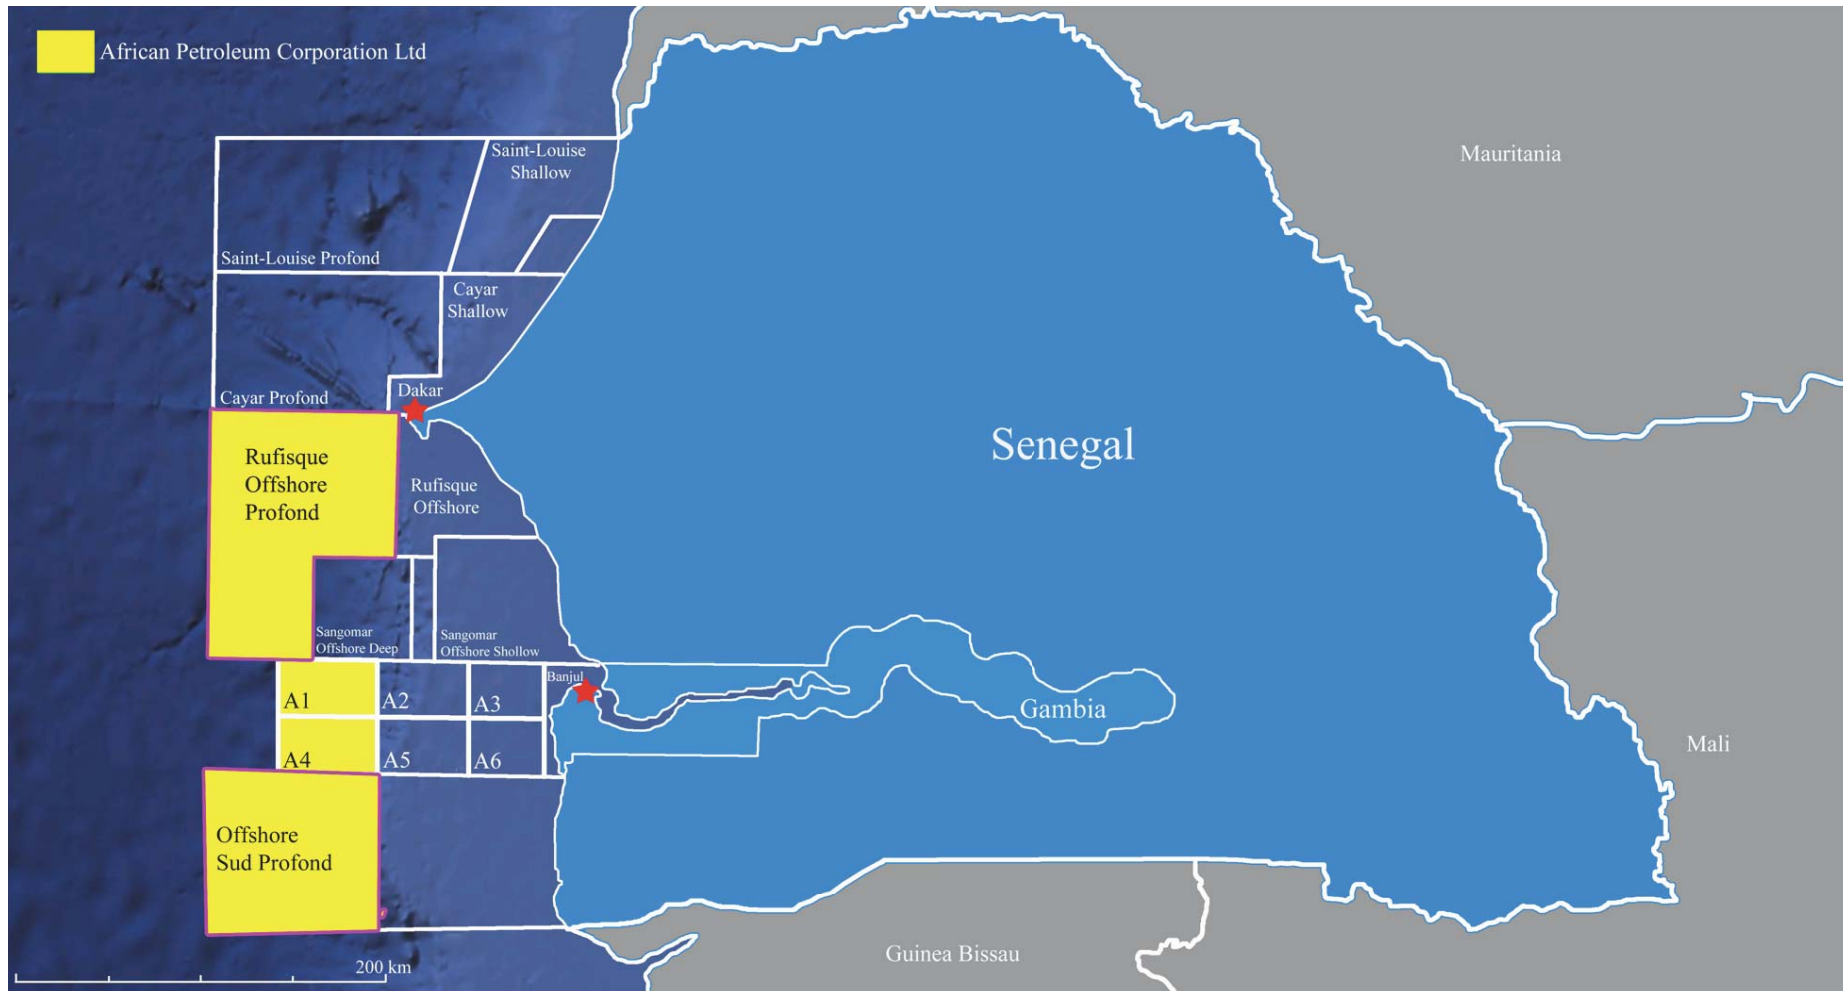 African Petroleum Corporation Ltd
Mauritania
Saint-Louise
Shallow
Saint-Louise Profond
Cayar
Shallow
Cayar Profond
Dakar
Senegal
Rufisque
Offshore
Profond
Rufisque
Offshore
Sangomar
Offshore Deep
Sangomar
Offshore Shollow
Banjul
A1
A2
A3
Gambia
Mali
A4
A5
A6
Offshore
Sud Profond
Guinea Bissau
200 km